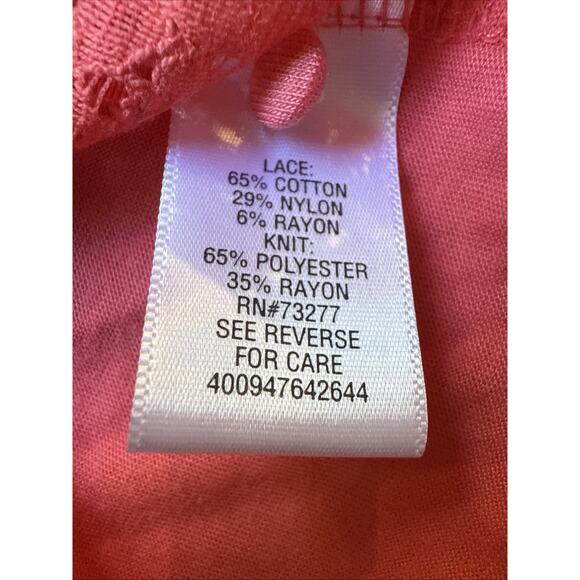 LACE:
65% COTTON
29% NYLON
6% RAYON
KNIT:
65% POLYESTER
35% RAYON
RN#73277
SEE REVERSE
FOR CARE
400947642644